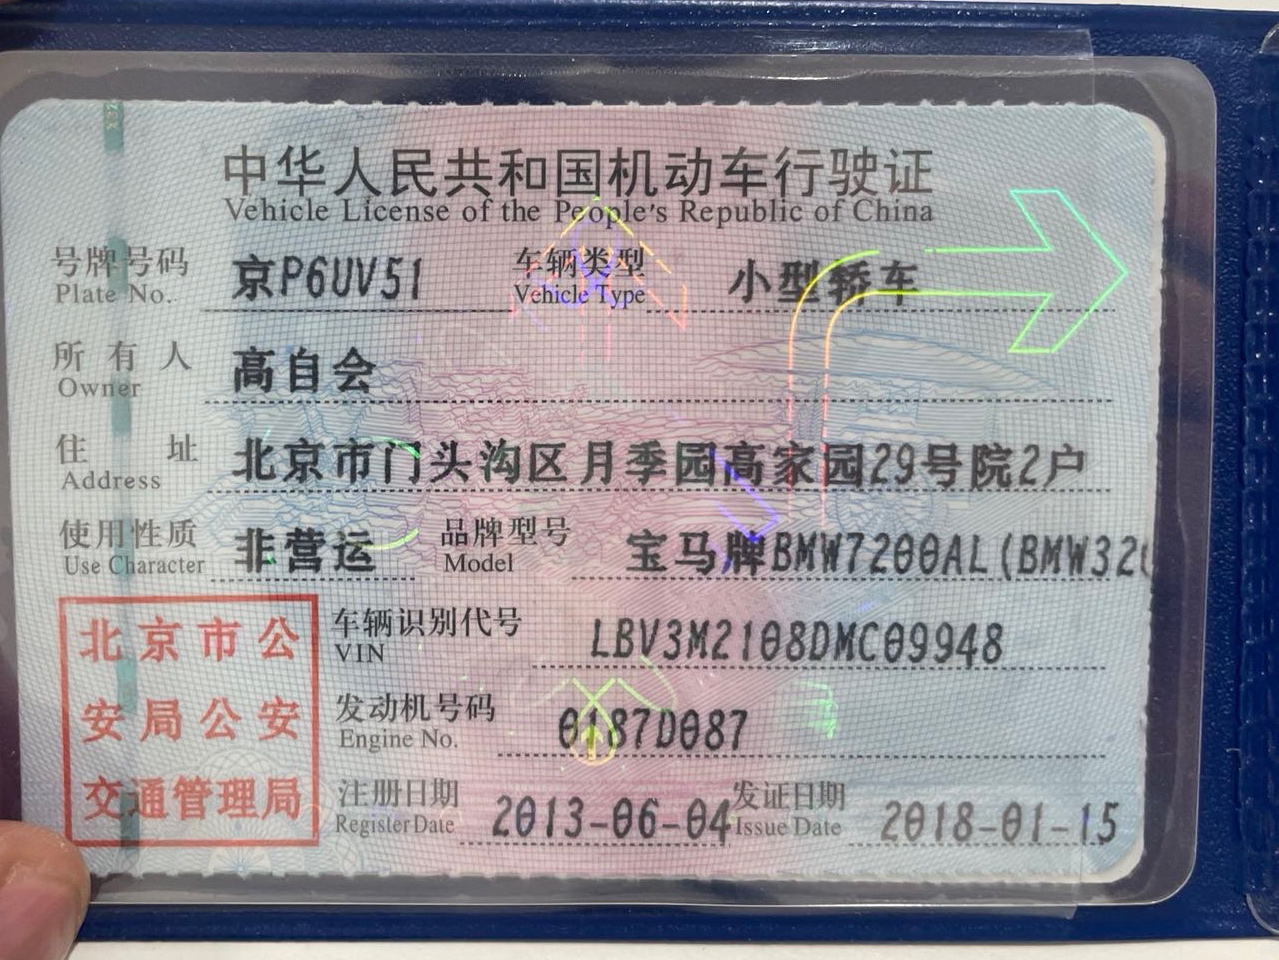 中华人民共和国机动车行驶证
Vehicle License of the People's Republic of China
号牌号码 京P6UV51 车辆类型 小型轿车
Plate No. Vehicle Type
所有人 高自会
Owner
住址 北京市门头沟区月季园高家园29号院2户
Address
使用性质 非营运 品牌型号 宝马牌BMW7200AL(BMW320
Use Character Model
北京市公
安局公安
交通管理局
车辆识别代号 LBV3M2108DMC09948
VIN
发动机号码 0187D087
Engine No.
注册日期 2013-06-04 发证日期 2018-01-15
Register Date Issue Date